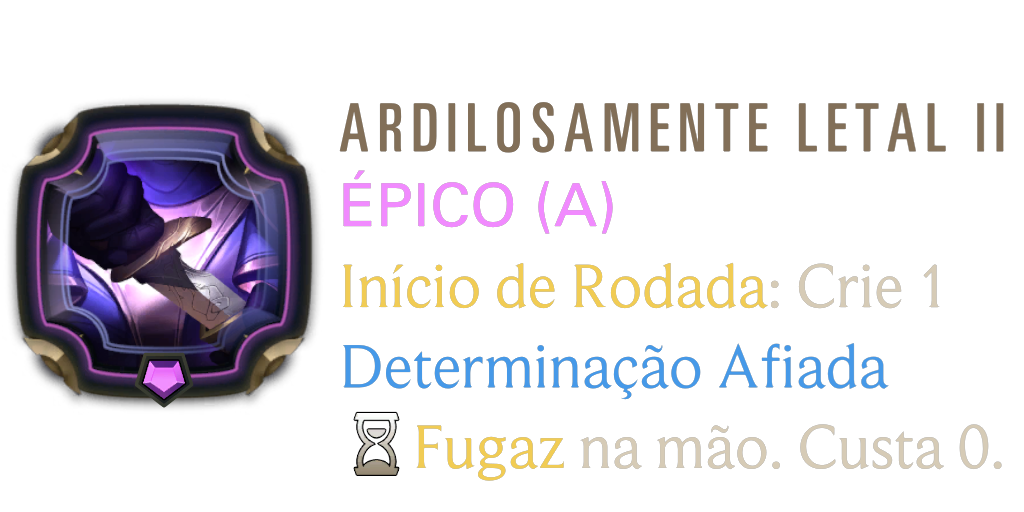 ARDILOSAMENTE LETAL II
ÉPICO (A)
Início de Rodada: Crie 1
Determinação Afiada
Fugaz na mão. Custa 0.